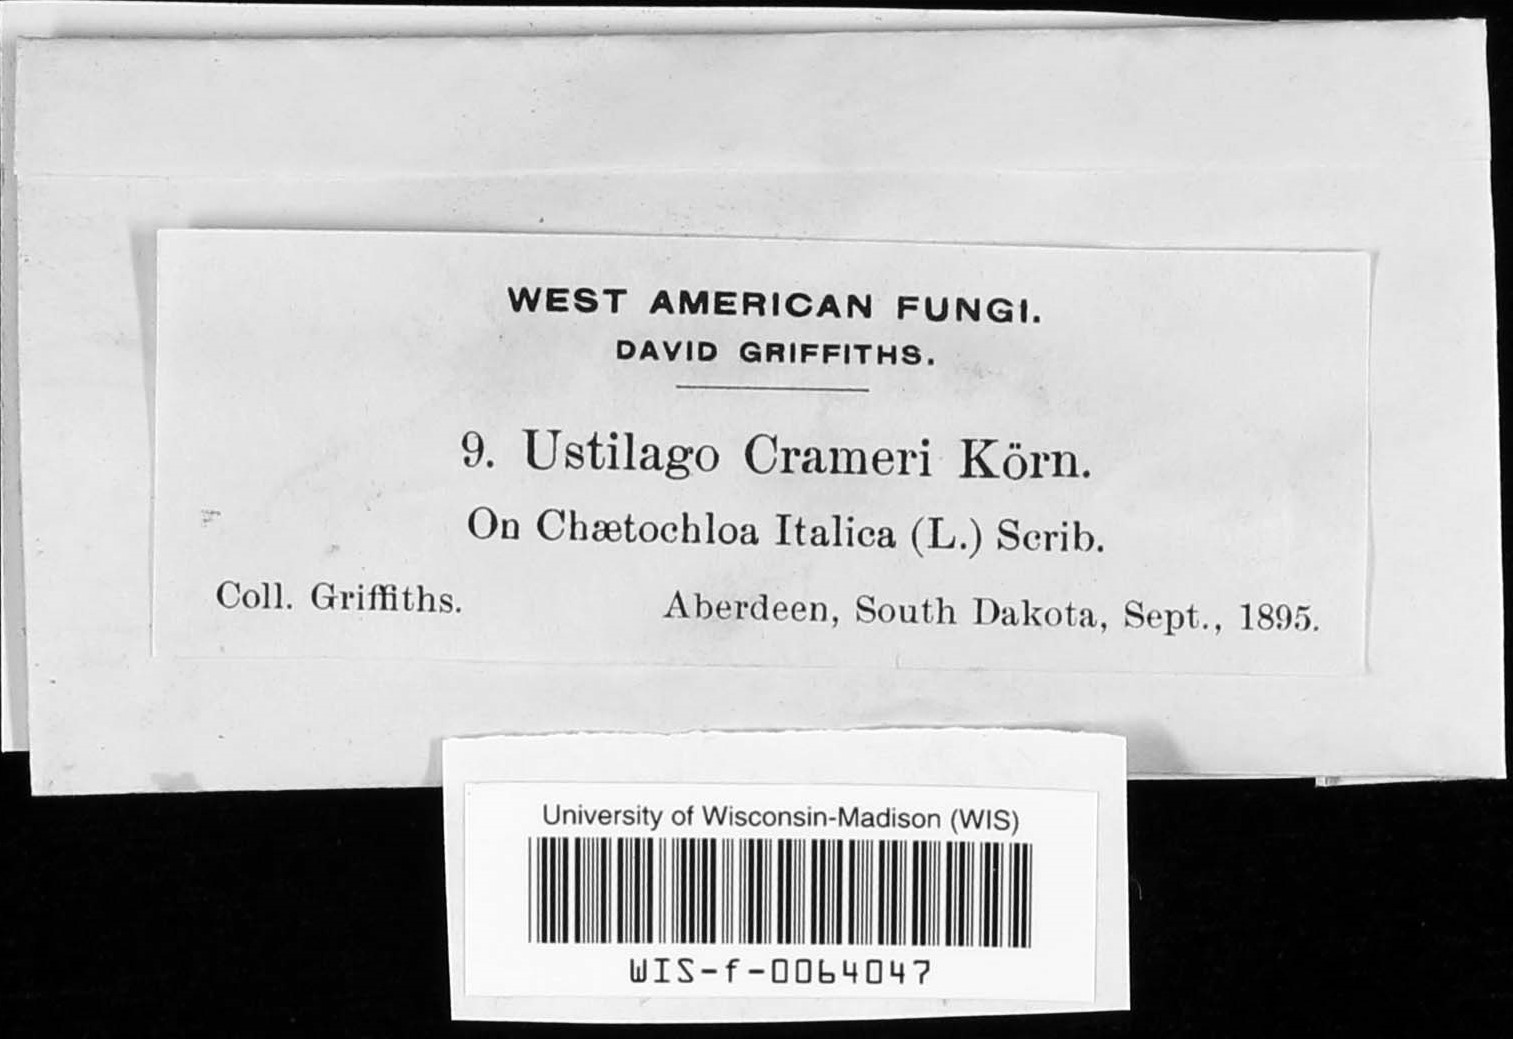 WEST AMERICAN FUNGI.
DAVID GRIFFITHS.
9. Ustilago Crameri Körn.
On Chætochloa Italica (L.) Scrib.
Coll. Griffiths. Aberdeen, South Dakota, Sept., 1895.
University of Wisconsin-Madison (WIS)
WIS-f-0064047